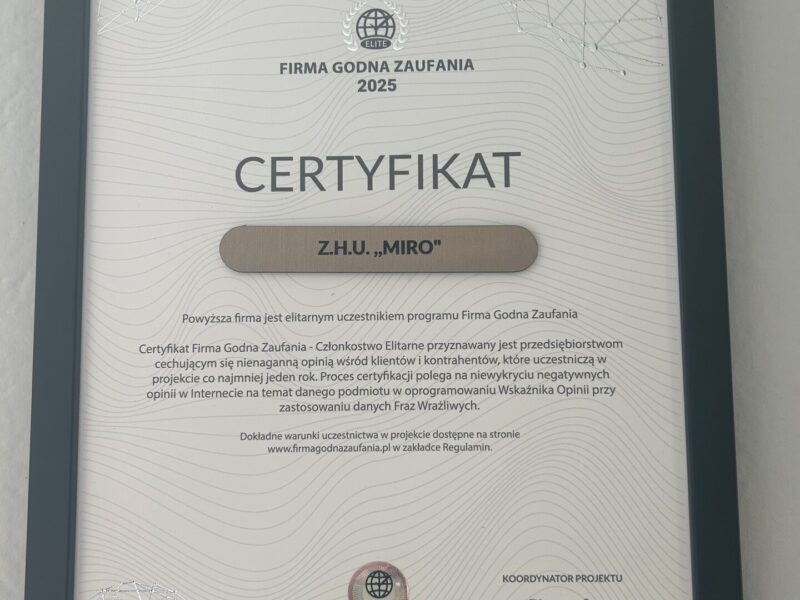 ELITE
FIRMA GODNA ZAUFANIA
2025
CERTYFIKAT
Z.H.U. ,,MIRO"
Powyższa firma jest elitarnym uczestnikiem programu Firma Godna Zaufania
Certyfikat Firma Godna Zaufania - Członkostwo Elitarne przyznawany jest przedsiębiorstwom
cechującym się nienaganną opinią wśród klientów i kontrahentów, które uczestniczą w
projekcie co najmniej jeden rok. Proces certyfikacji polega na niewykryciu negatywnych
opinii w Internecie na temat danego podmiotu w oprogramowaniu Wskaźnika Opinii przy
zastosowaniu danych Fraz Wrażliwych.
Dokładne warunki uczestnictwa w projekcie dostępne na stronie
www.firmagodnazaufania.pl w zakładce Regulamin.
KOORDYNATOR PROJEKTU